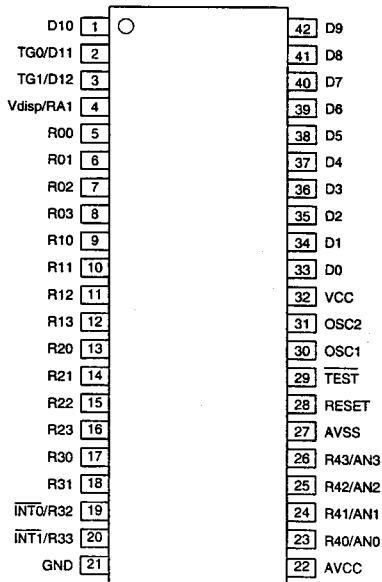 D10 1 42 D9
TG0/D11 2 41 D8
TG1/D12 3 40 D7
Vdisp/RA1 4 39 D6
R00 5 38 D5
R01 6 37 D4
R02 7 36 D3
R03 8 35 D2
R10 9 34 D1
R11 10 33 D0
R12 11 32 VCC
R13 12 31 OSC2
R20 13 30 OSC1
R21 14 29 TEST
R22 15 28 RESET
R23 16 27 AVSS
R30 17 26 R43/AN3
R31 18 25 R42/AN2
INT0/R32 19 24 R41/AN1
INT1/R33 20 23 R40/AN0
GND 21 22 AVCC